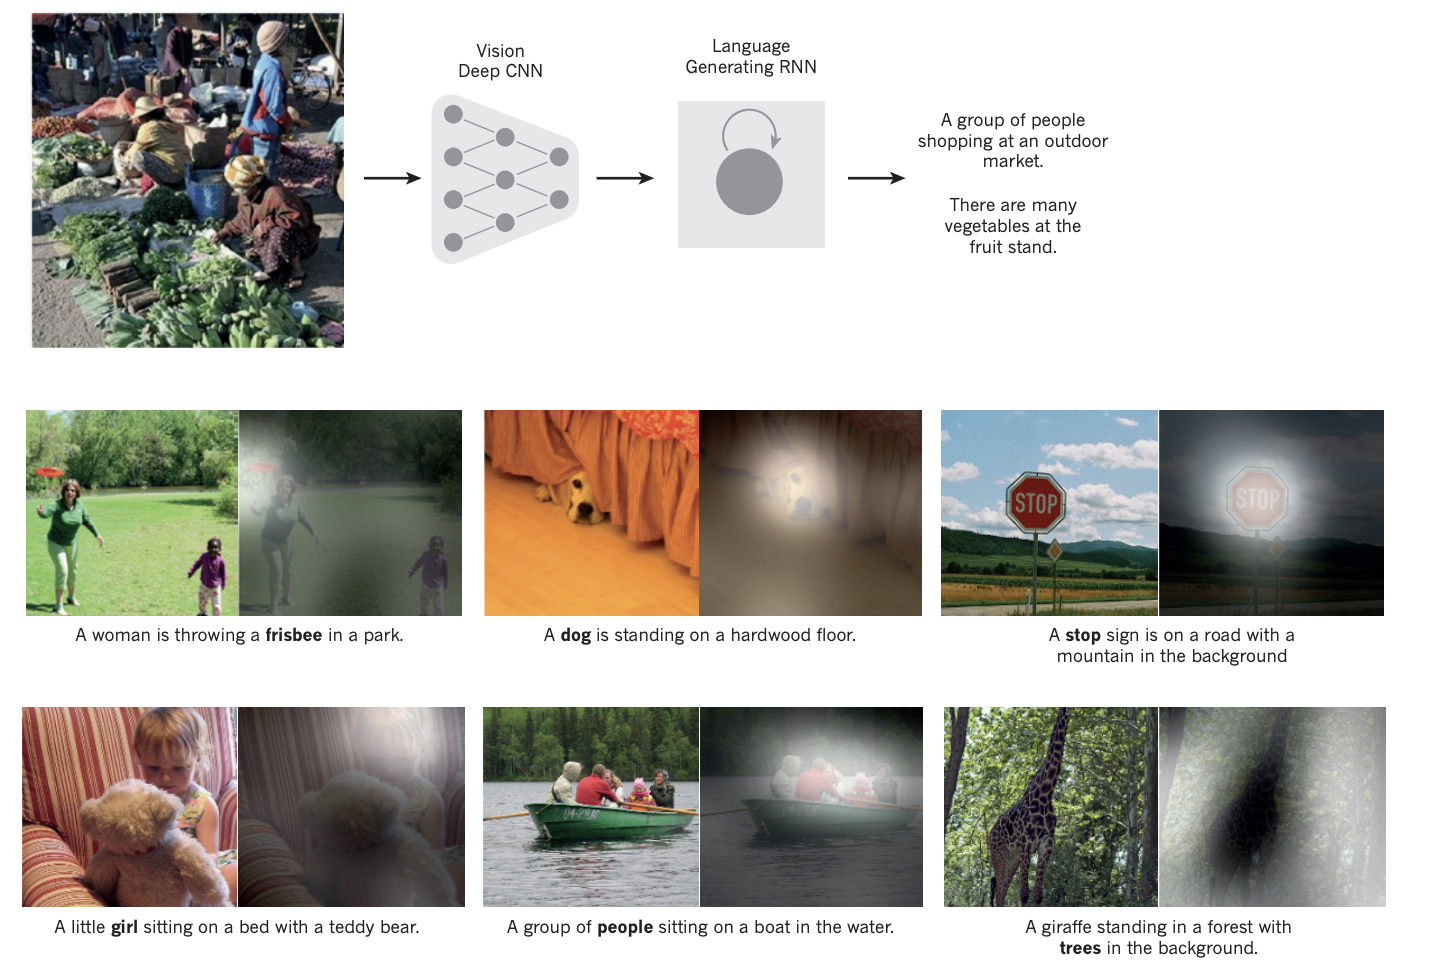 Vision
Deep CNN
Language
Generating RNN
A group of people
shopping at an outdoor
market.
There are many
vegetables at the
fruit stand.
STOP
STOP
A woman is throwing a frisbee in a park.
A dog is standing on a hardwood floor.
A stop sign is on a road with a
mountain in the background
A little girl sitting on a bed with a teddy bear.
A group of people sitting on a boat in the water.
A giraffe standing in a forest with
trees in the background.